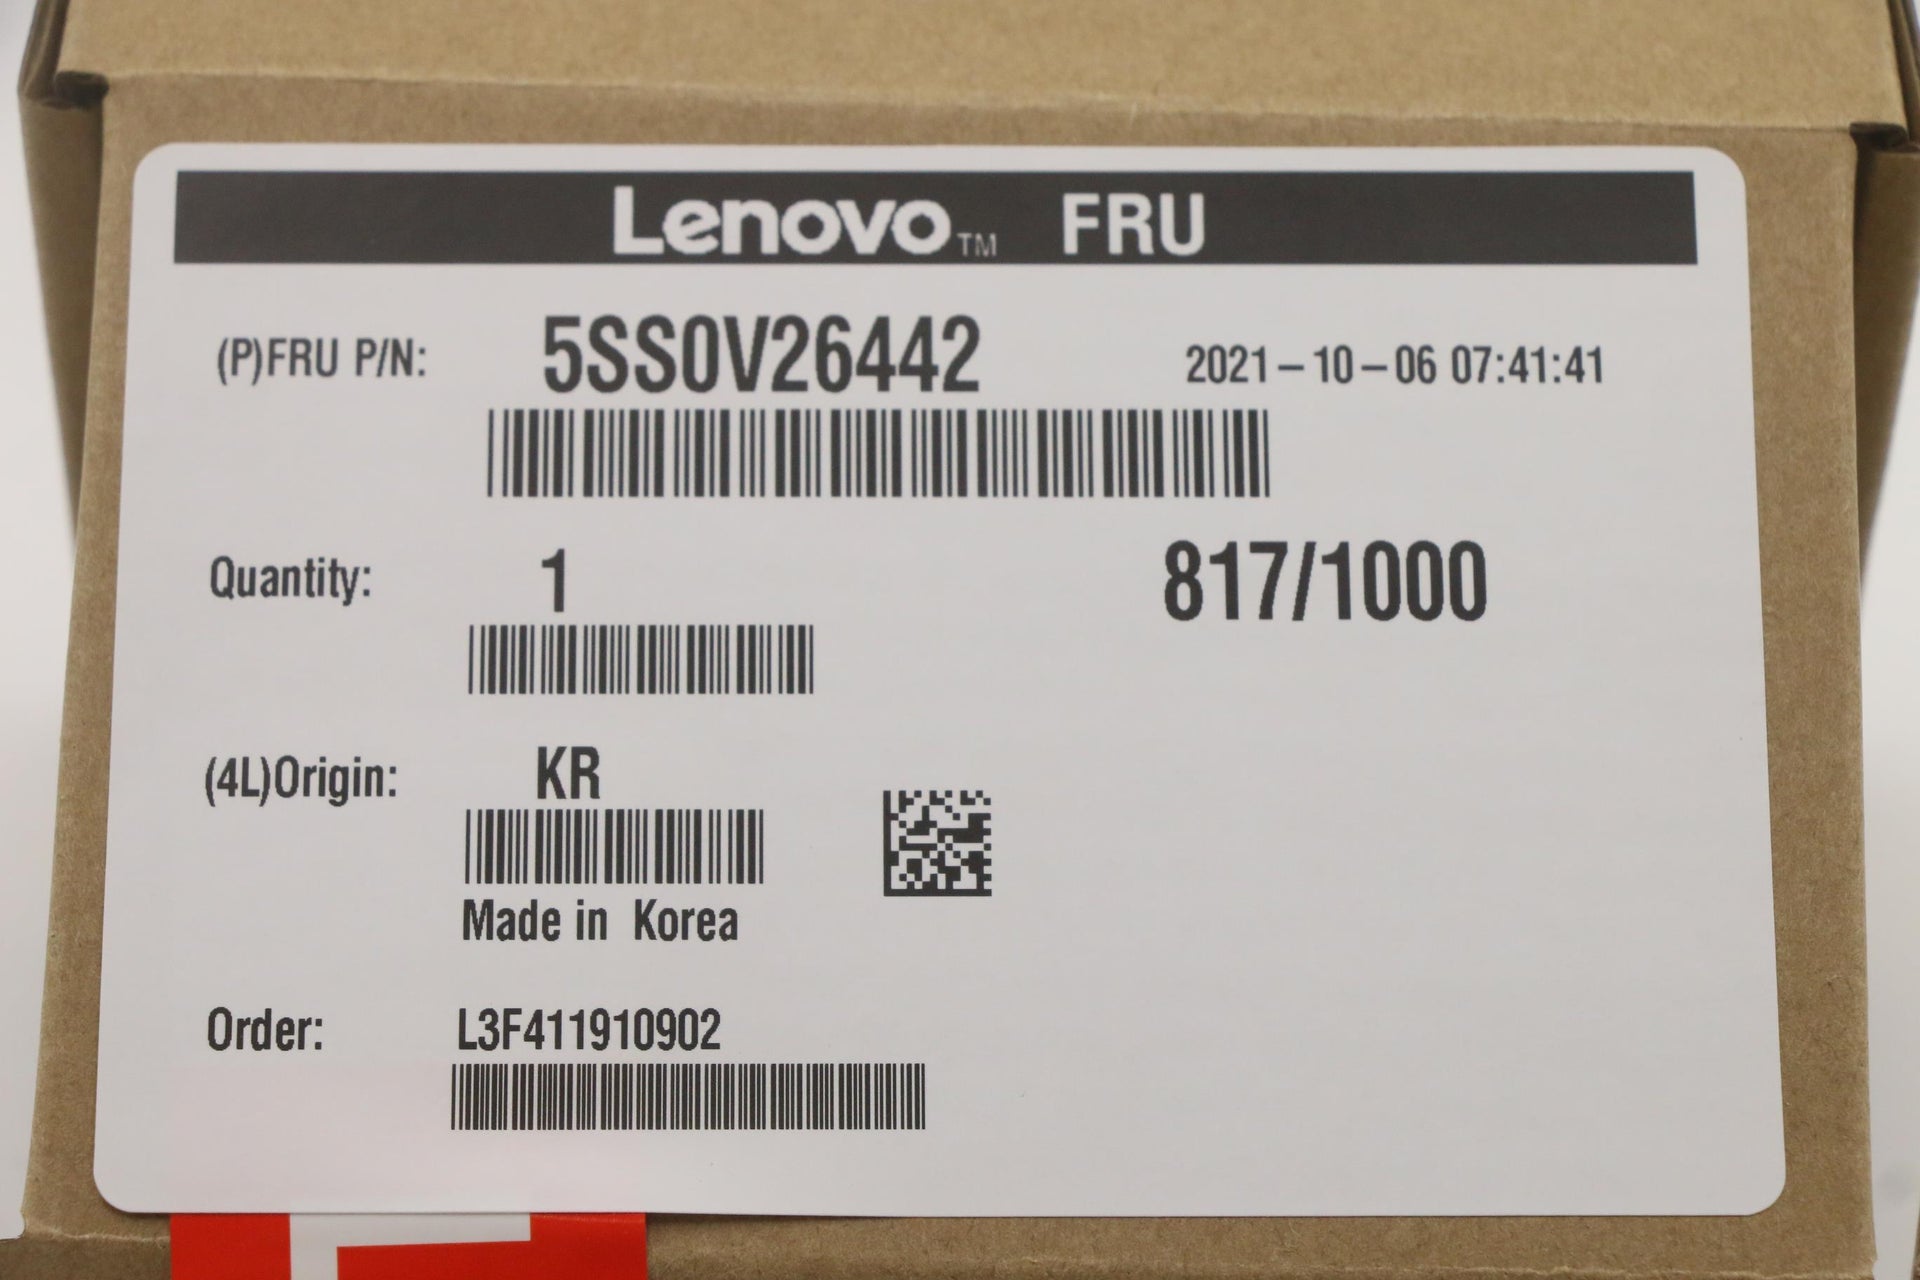 Lenovo™ FRU
(P)FRU P/N: 5SS0V26442 2021-10-06 07:41:41
Quantity: 1 817/1000
(4L)Origin: KR
Made in Korea
Order: L3F411910902